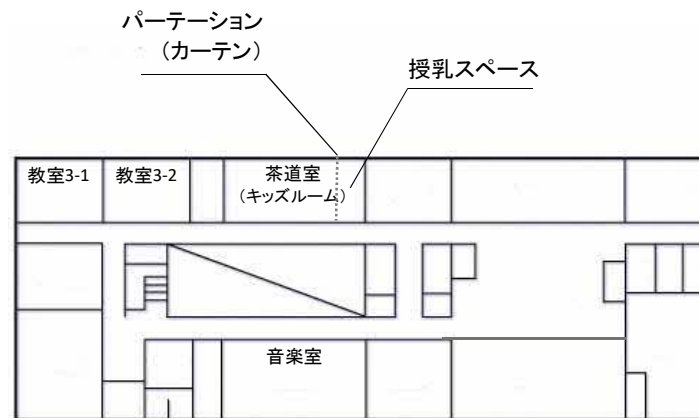 パーテーション
（カーテン）
授乳スペース
教室3-1
教室3-2
茶道室
（キッズルーム）
音楽室